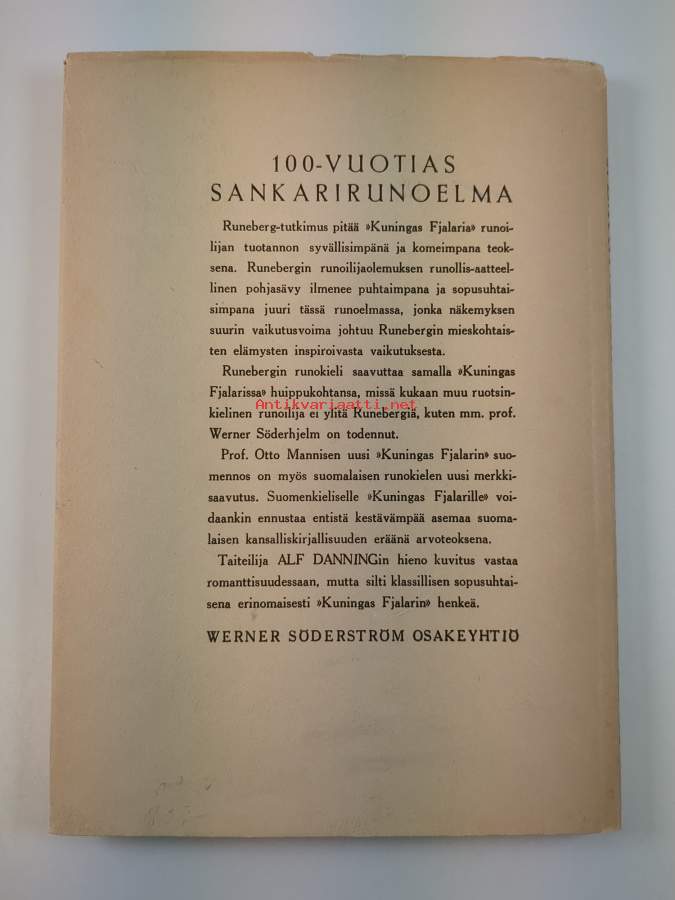 100-VUOTIAS
SANKARIRUNOELMA
Runeberg-tutkimus pitää »Kuningas Fjalaria» runoi-
lijan tuotannon syvällisimpänä ja komeimpana teok-
sena. Runebergin runoilijaolemuksen runollis-aatteel-
linen pohjasävy ilmenee puhtaimpana ja sopusuhtai-
simpana juuri tässä runoelmassa, jonka näkemyksen
suurin vaikutusvoima johtuu Runebergin mieskohtais-
ten elämysten inspiroivasta vaikutuksesta.
Runebergin runokieli saavuttaa samalla »Kuningas
Fjalarissa» huippukohtansa, missä kukaan muu ruotsin-
Antikvariaatti.net
kielinen runoilija ei ylitä Runebergiä, kuten mm. prof.
Werner Söderhjelm on todennut.
Prof. Otto Mannisen uusi »Kuningas Fjalarin» suo-
mennos on myös suomalaisen runokielen uusi merkki-
saavutus. Suomenkieliselle »Kuningas Fjalarille» voi-
daankin ennustaa entistä kestävämpää asemaa suoma-
laisen kansalliskirjallisuuden eräänä arvoteoksena.
Taiteilija ALF DANNINGin hieno kuvitus vastaa
romanttisuudessaan, mutta silti klassillisen sopusuhtai-
sena erinomaisesti »Kuningas Fjalarin» henkeä.
WERNER SÖDERSTRÖM OSAKEYHTIÖ